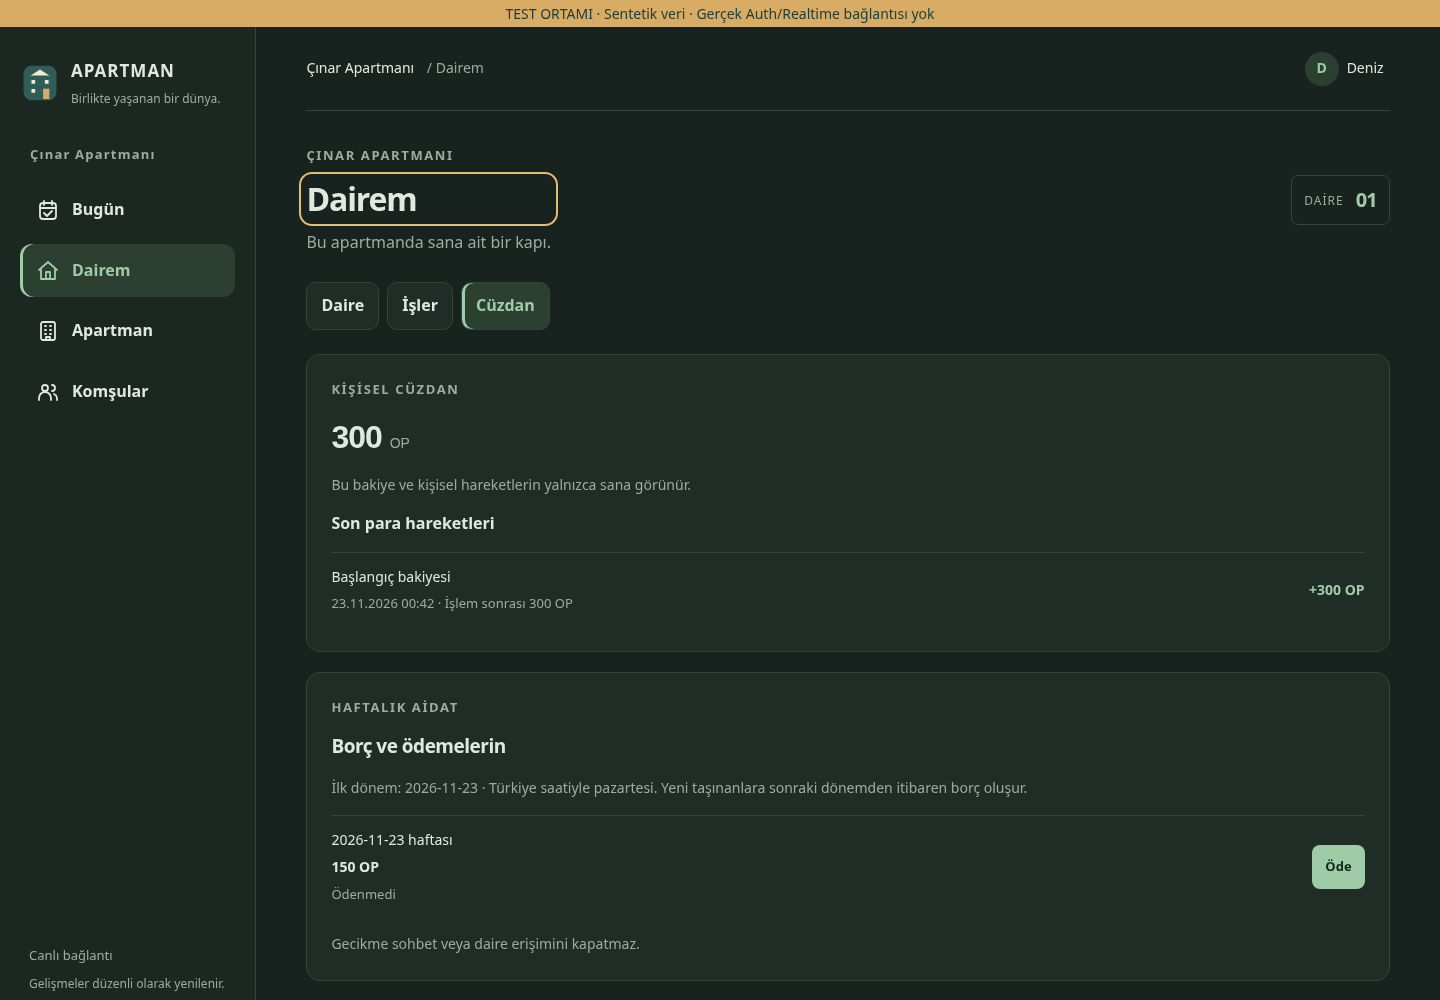 TEST ORTAMI · Sentetik veri · Gerçek Auth/Realtime bağlantısı yok
APARTMAN
Birlikte yaşanan bir dünya.
Çınar Apartmanı
Bugün
Dairem
Apartman
Komşular
Canlı bağlantı
Gelişmeler düzenli olarak yenilenir.
Çınar Apartmanı / Dairem
D Deniz
ÇINAR APARTMANI
Dairem
Bu apartmanda sana ait bir kapı.
DAİRE 01
Daire İşler Cüzdan
KİŞİSEL CÜZDAN
300 OP
Bu bakiye ve kişisel hareketlerin yalnızca sana görünür.
Son para hareketleri
Başlangıç bakiyesi
23.11.2026 00:42 · İşlem sonrası 300 OP
+300 OP
HAFTALIK AİDAT
Borç ve ödemelerin
İlk dönem: 2026-11-23 · Türkiye saatiyle pazartesi. Yeni taşınanlara sonraki dönemden itibaren borç oluşur.
2026-11-23 haftası
150 OP
Ödenmedi
Öde
Gecikme sohbet veya daire erişimini kapatmaz.